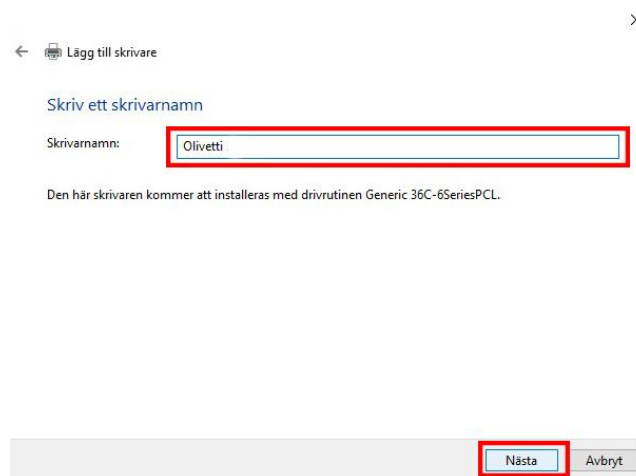 Lägg till skrivare
Skriv ett skrivarnamn
Skrivarnamn: Olivetti
Den här skrivaren kommer att installeras med drivrutinen Generic 36C-6SeriesPCL.
Nästa Avbryt